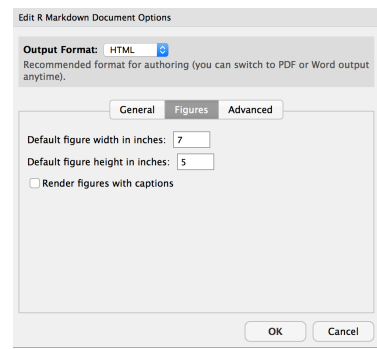 Edit R Markdown Document Options
Output Format: HTML
Recommended format for authoring (you can switch to PDF or Word output
anytime).
General Figures Advanced
Default figure width in inches: 7
Default figure height in inches: 5
Render figures with captions
OK Cancel